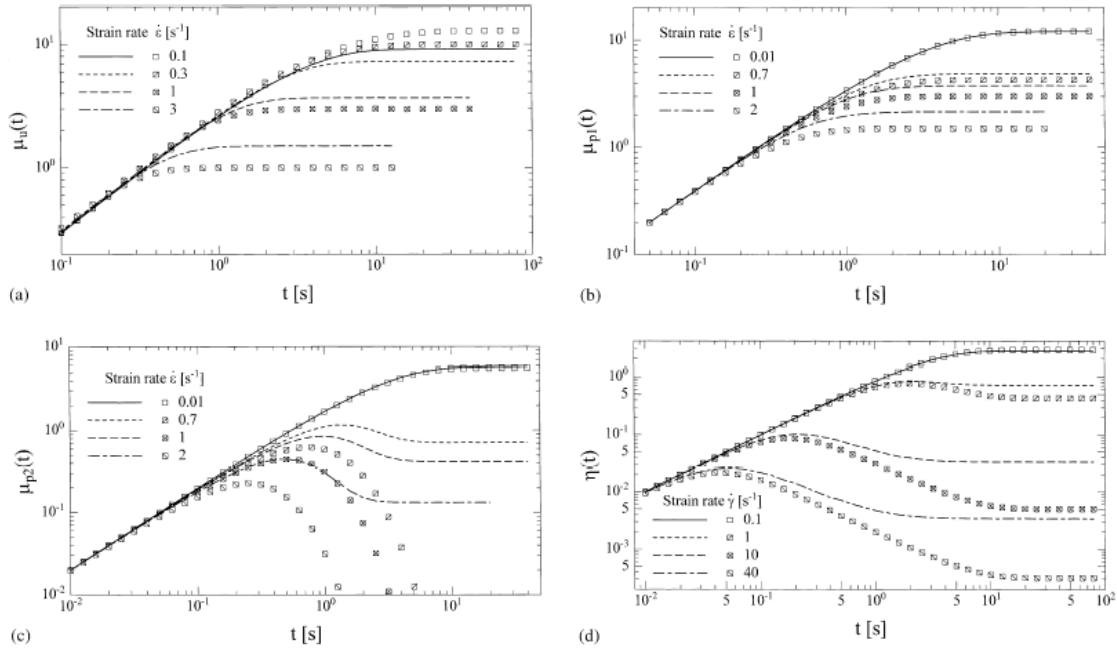 Strain rate ε̇ [s⁻¹]
0.1
0.3
1
3
μᵤ(t)
10¹
10⁰
10⁻¹ 10⁰ 10¹ 10²
t [s]
(a)
Strain rate ε̇ [s⁻¹]
0.01
0.7
1
2
μₚ₁(t)
10¹
10⁰
10⁻¹
10⁻¹ 10⁰ 10¹
t [s]
(b)
Strain rate ε̇ [s⁻¹]
0.01
0.7
1
2
μₚ₂(t)
10¹
10⁰
10⁻¹
10⁻²
10⁻² 10⁻¹ 10⁰ 10¹
t [s]
(c)
Strain rate γ̇ [s⁻¹]
0.1
1
10
40
η(t)
10⁰
5
10⁻¹
5
10⁻²
5
10⁻³
5
10⁻² 5 10⁻¹ 5 10⁰ 5 10¹ 5 10²
t [s]
(d)